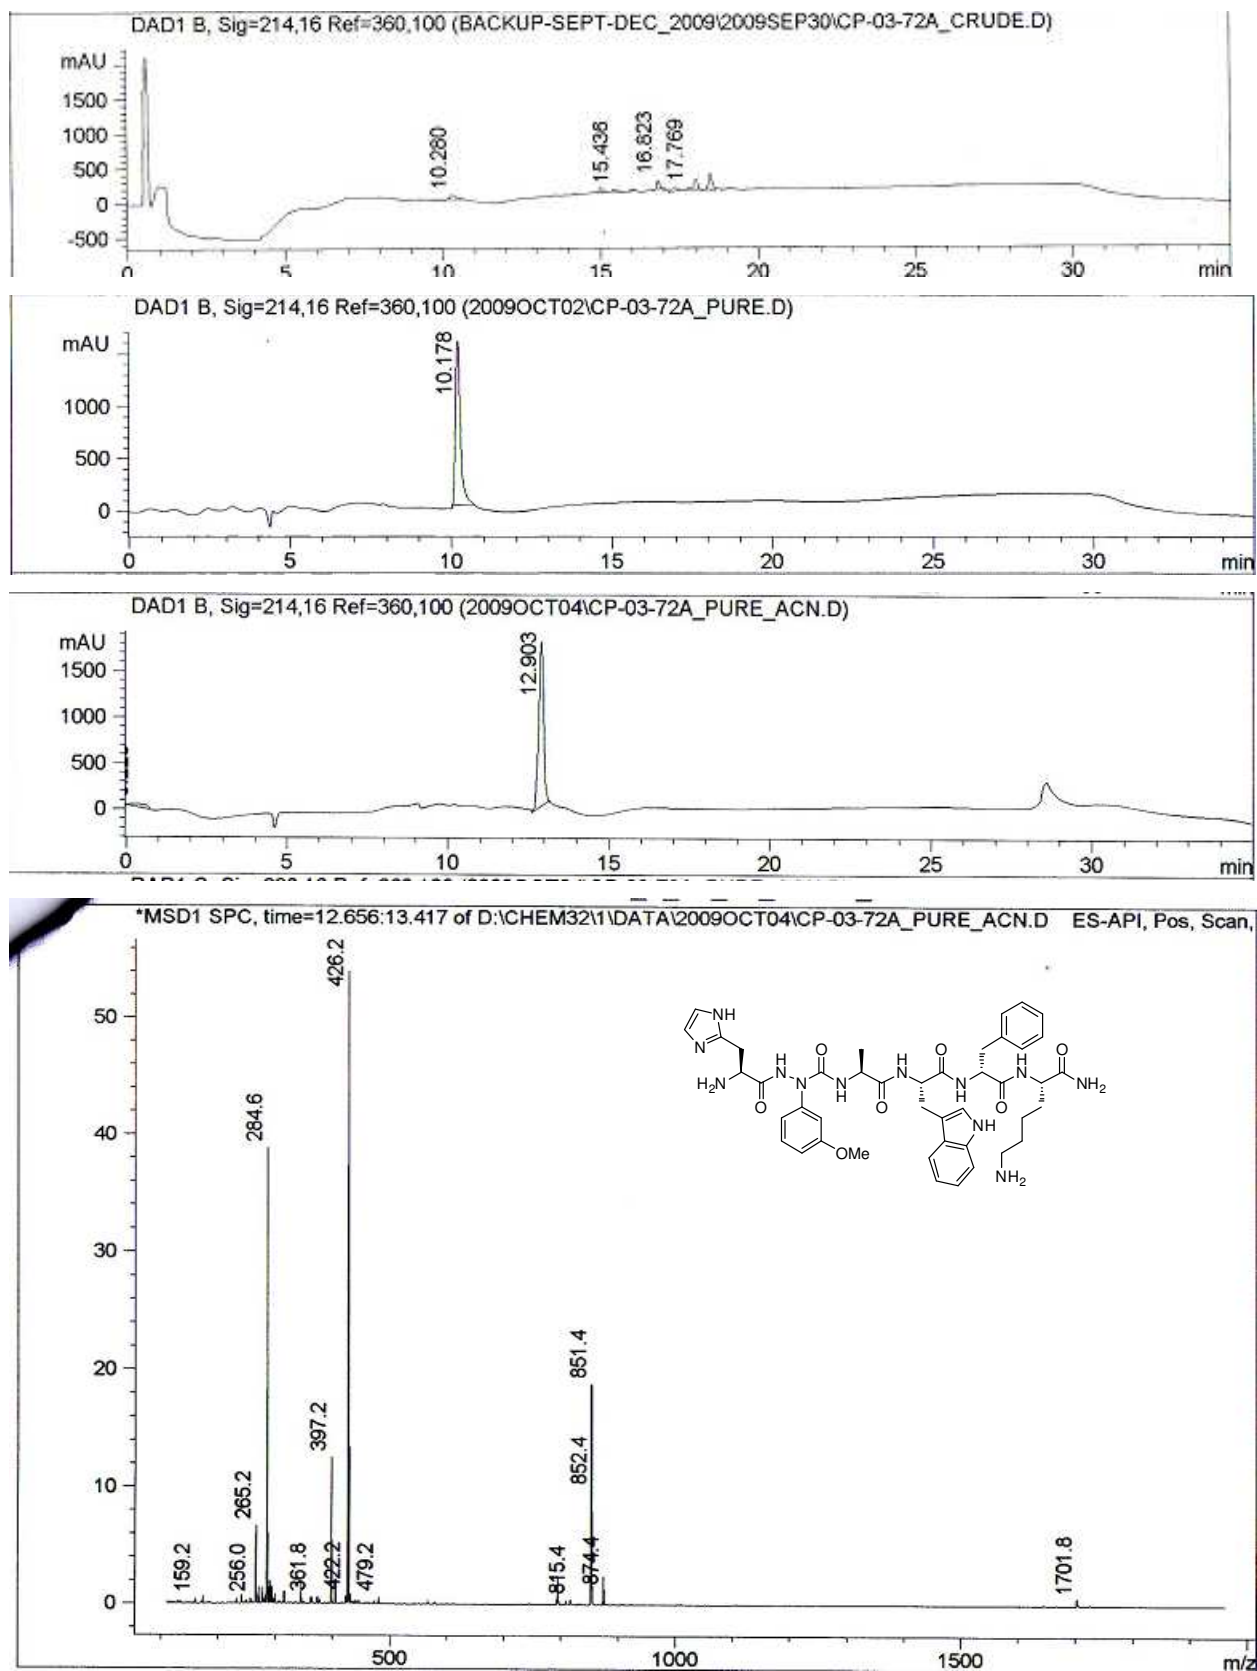 DAD1 B, Sig=214,16 Ref=360,100 (BACKUP-SEPT-DEC_2009\2009SEP30\CP-03-72A_CRUDE.D)
mAU
1500
1000
500
0
-500
10.280
15.436
16.823
17.769
0 5 10 15 20 25 30 min
DAD1 B, Sig=214,16 Ref=360,100 (2009OCT02\CP-03-72A_PURE.D)
mAU
1000
500
0
10.178
0 5 10 15 20 25 30 min
DAD1 B, Sig=214,16 Ref=360,100 (2009OCT04\CP-03-72A_PURE_ACN.D)
mAU
1500
1000
500
0
12.903
0 5 10 15 20 25 30 min
*MSD1 SPC, time=12.656:13.417 of D:\CHEM32\1\DATA\2009OCT04\CP-03-72A_PURE_ACN.D ES-API, Pos, Scan,
50
40
30
20
10
0
159.2
256.0
265.2
284.6
361.8
397.2
422.2
426.2
479.2
815.4
851.4
852.4
874.4
1701.8
NH
N
H2N
O
H
N
N
O
N
H
O
H
N
O
N
H
O
H
N
O
NH2
OMe
NH
NH2
500 1000 1500 m/z